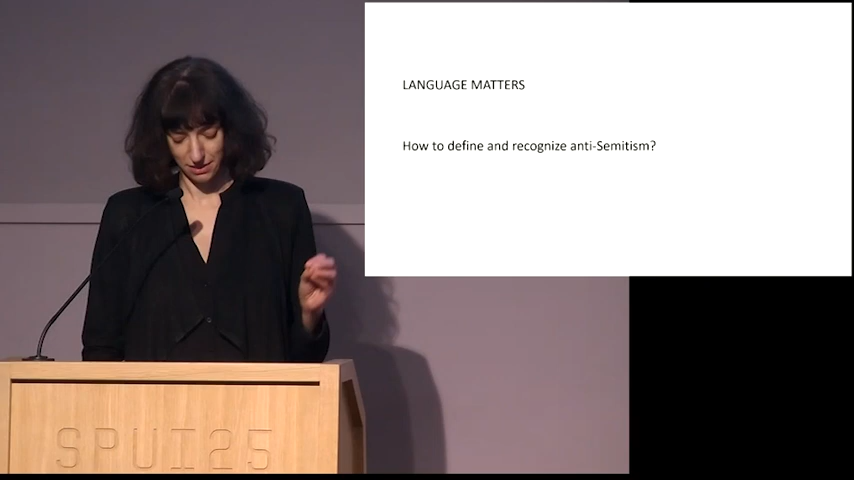 LANGUAGE MATTERS
How to define and recognize anti-Semitism?
SPUI25